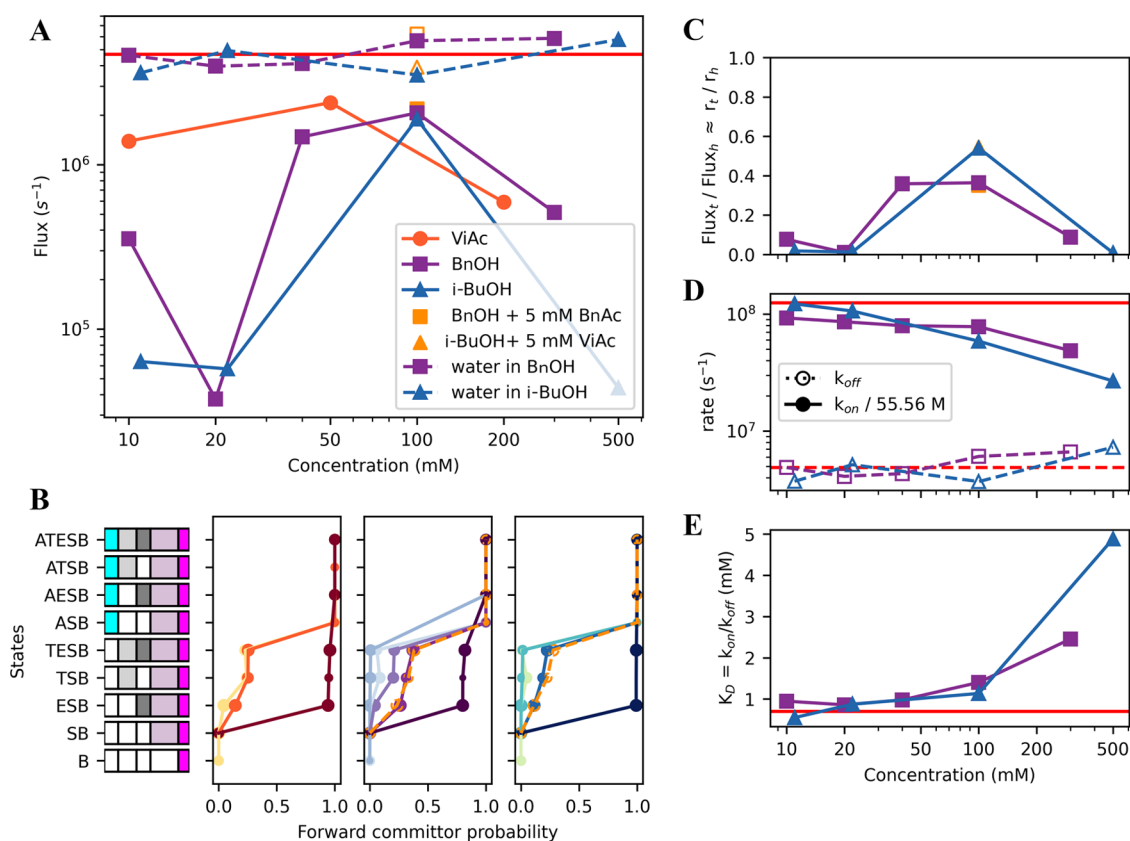 A
Flux (s⁻¹)
10⁶
10⁵
ViAc
BnOH
i-BuOH
BnOH + 5 mM BnAc
i-BuOH+ 5 mM ViAc
water in BnOH
water in i-BuOH
10 20 50 100 200 500
Concentration (mM)
B
States
ATESB
ATSB
AESB
ASB
TESB
TSB
ESB
SB
B
0.0 0.5 1.0 0.0 0.5 1.0 0.0 0.5 1.0
Forward committor probability
C
Fluxₜ / Fluxₕ ≈ rₜ / rₕ
1.0
0.8
0.6
0.4
0.2
0.0
D
rate (s⁻¹)
10⁸
10⁷
k_off
k_on / 55.56 M
E
K_D = k_on/k_off (mM)
5
4
3
2
1
10 20 50 100 200 500
Concentration (mM)